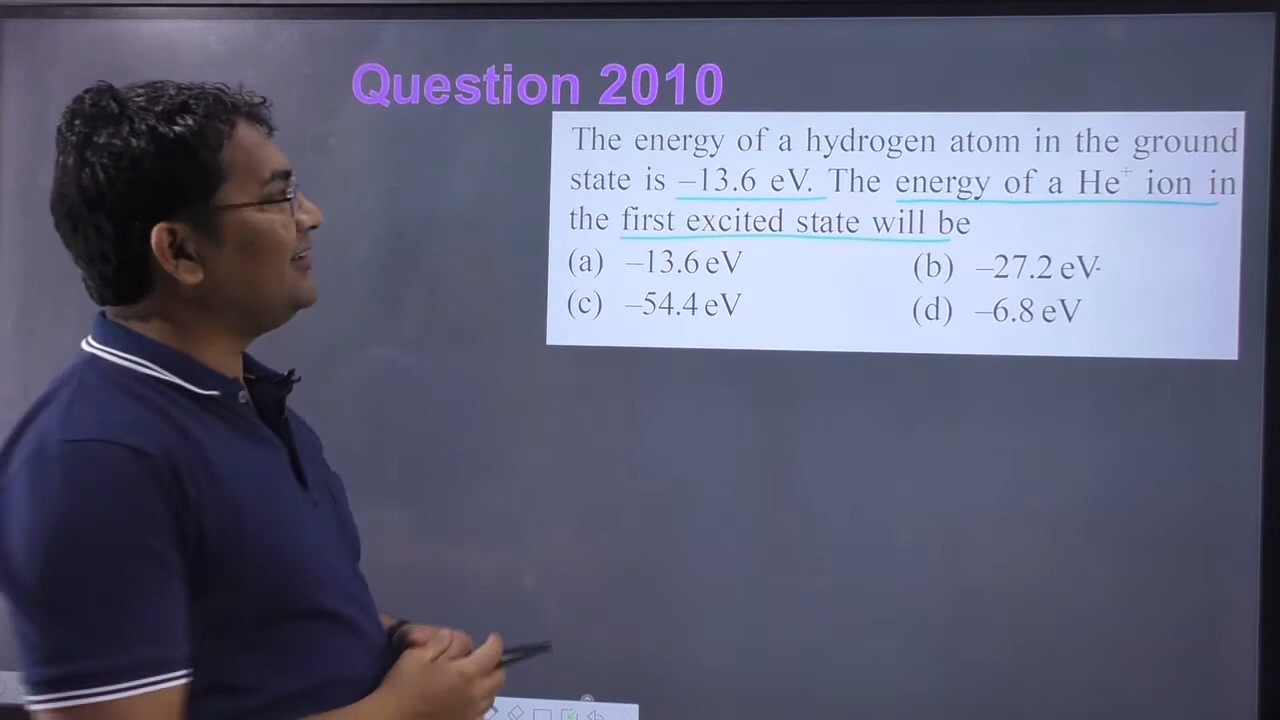 Question 2010
The energy of a hydrogen atom in the ground
state is –13.6 eV. The energy of a He⁺ ion in
the first excited state will be
(a) –13.6 eV (b) –27.2 eV
(c) –54.4 eV (d) –6.8 eV